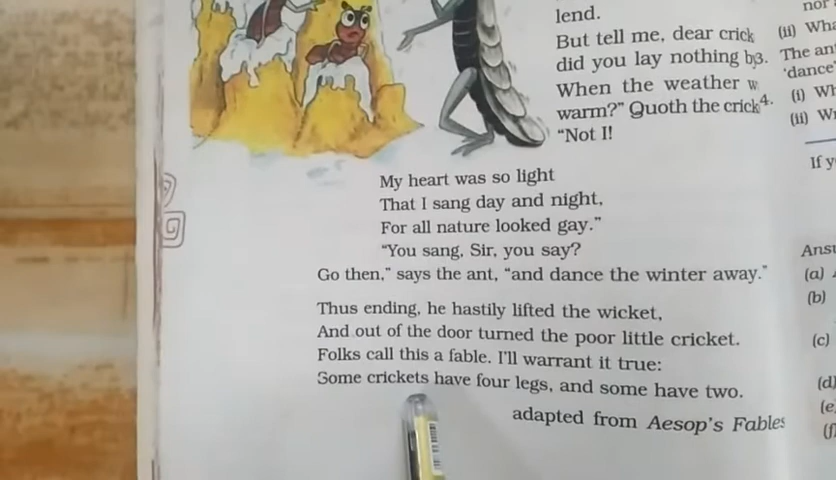 lend.
But tell me, dear crick
did you lay nothing by
When the weather w
warm?” Quoth the crick
“Not I!
My heart was so light
That I sang day and night,
For all nature looked gay.”
“You sang, Sir, you say?
Go then,” says the ant, “and dance the winter away.”
Thus ending, he hastily lifted the wicket,
And out of the door turned the poor little cricket.
Folks call this a fable. I'll warrant it true:
Some crickets have four legs, and some have two.
adapted from Aesop's Fables
nor
(ii) Wha
3. The an
‘dance’
(i) Wh
4.
(ii) Wh
If y
Answ
(a)
(b)
(c)
(d)
(e)
(f)